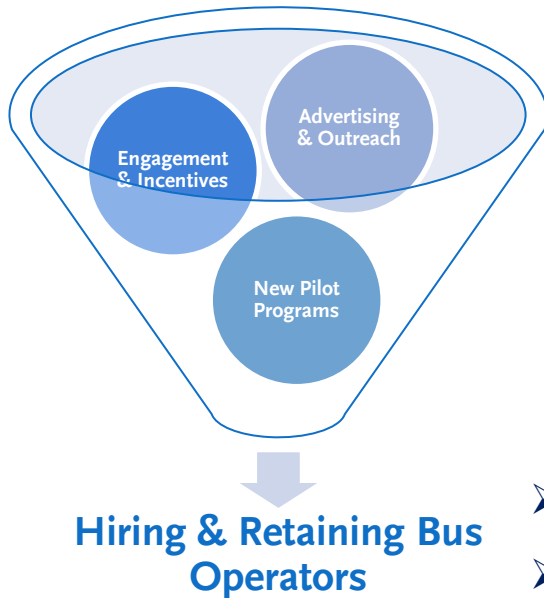 Advertising
& Outreach
Engagement
& Incentives
New Pilot
Programs
Hiring & Retaining Bus
Operators